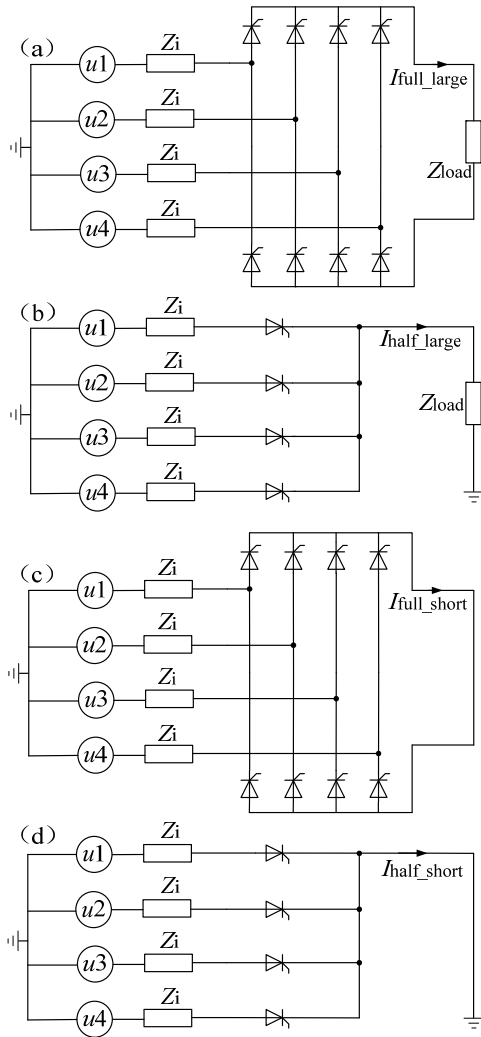 (a)
u1 Zi
u2 Zi
u3 Zi
u4 Zi
Ifull_large
Zload
(b)
u1 Zi
u2 Zi
u3 Zi
u4 Zi
Ihalf_large
Zload
(c)
u1 Zi
u2 Zi
u3 Zi
u4 Zi
Ifull_short
(d)
u1 Zi
u2 Zi
u3 Zi
u4 Zi
Ihalf_short